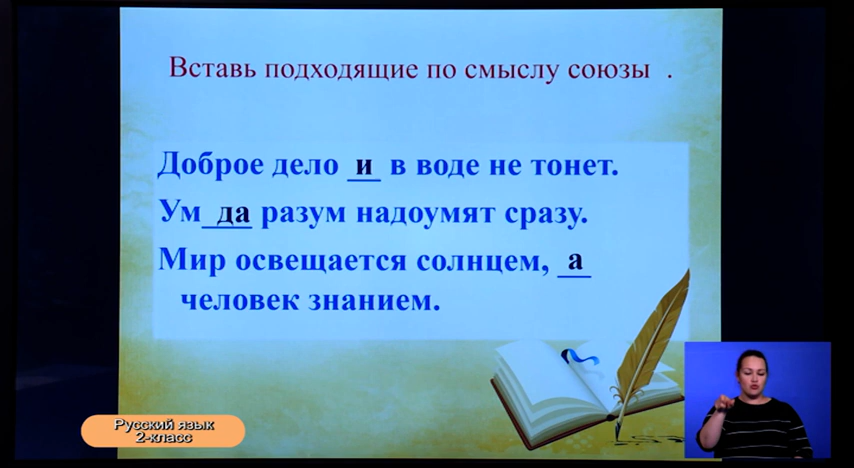 Вставь подходящие по смыслу союзы .
Доброе дело и в воде не тонет.
Ум да разум надоумят сразу.
Мир освещается солнцем, а
человек знанием.
Русский язык
2-класс